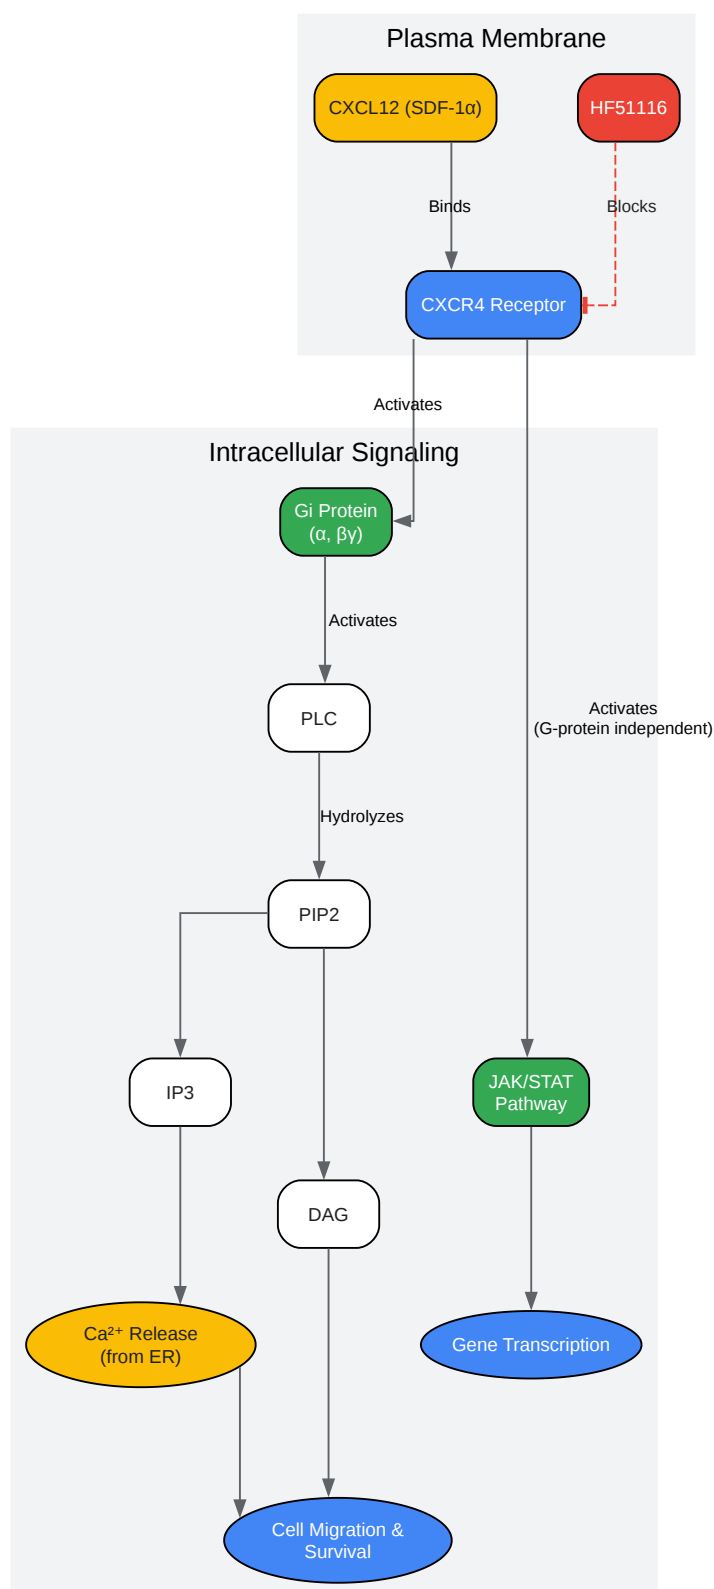 Plasma Membrane
CXCL12 (SDF-1α)
HF51116
Binds
Blocks
CXCR4 Receptor
Activates
Intracellular Signaling
Gi Protein
(α, βγ)
Activates
PLC
Activates
(G-protein independent)
Hydrolyzes
PIP2
IP3
JAK/STAT
Pathway
DAG
Ca²⁺ Release
(from ER)
Gene Transcription
Cell Migration &
Survival